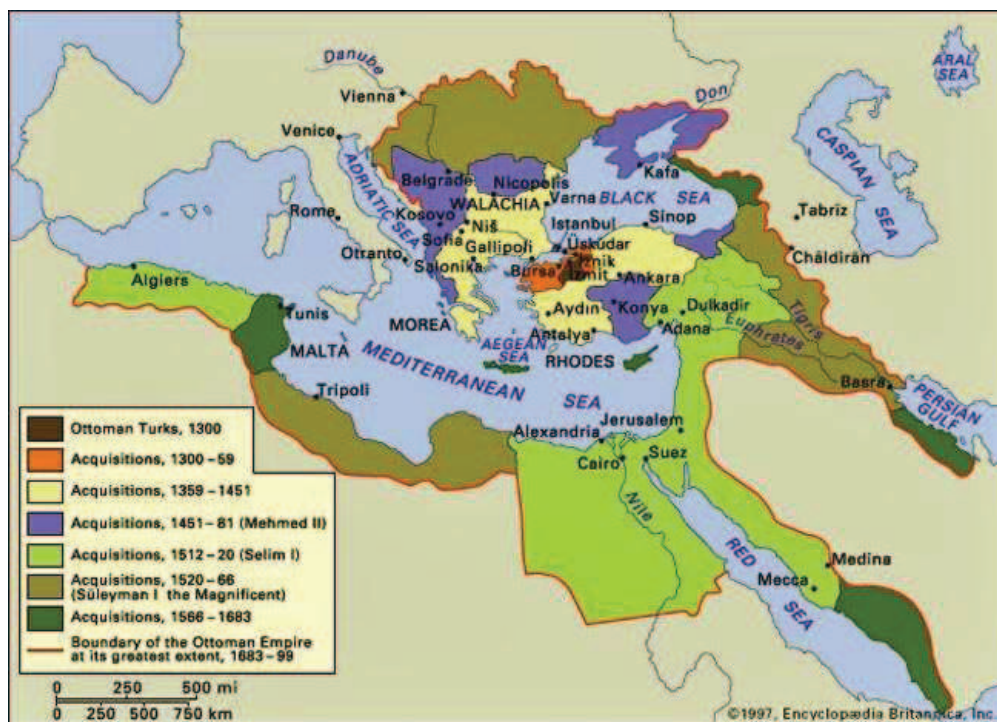 Danube
Vienna
Venice
ADRIATIC SEA
Rome
Otranto
Belgrade
Nicopolis
WALACHIA
Varna
Kosovo
Niš
Sofia
Gallipoli
Salonika
Istanbul
Üsküdar
İznik
İzmit
Bursa
Ankara
BLACK SEA
Sinop
Kafa
Don
ARAL
SEA
CASPIAN
SEA
Tabrīz
Chāldirān
Algiers
Tunis
MALTA
Tripoli
MOREA
AEGEAN
SEA
Aydın
Antalya
Konya
Adana
Dulkadir
RHODES
Euphrates
Tigris
Basra
PERSIAN
GULF
MEDITERRANEAN
SEA
Alexandria
Jerusalem
Cairo
Suez
Nile
RED
SEA
Medina
Mecca
Ottoman Turks, 1300
Acquisitions, 1300–59
Acquisitions, 1359–1451
Acquisitions, 1451–81 (Mehmed II)
Acquisitions, 1512–20 (Selim I)
Acquisitions, 1520–66
(Süleyman I the Magnificent)
Acquisitions, 1566–1683
Boundary of the Ottoman Empire
at its greatest extent, 1683–99
0 250 500 mi
0 250 500 750 km
©1997, Encyclopædia Britannica, Inc